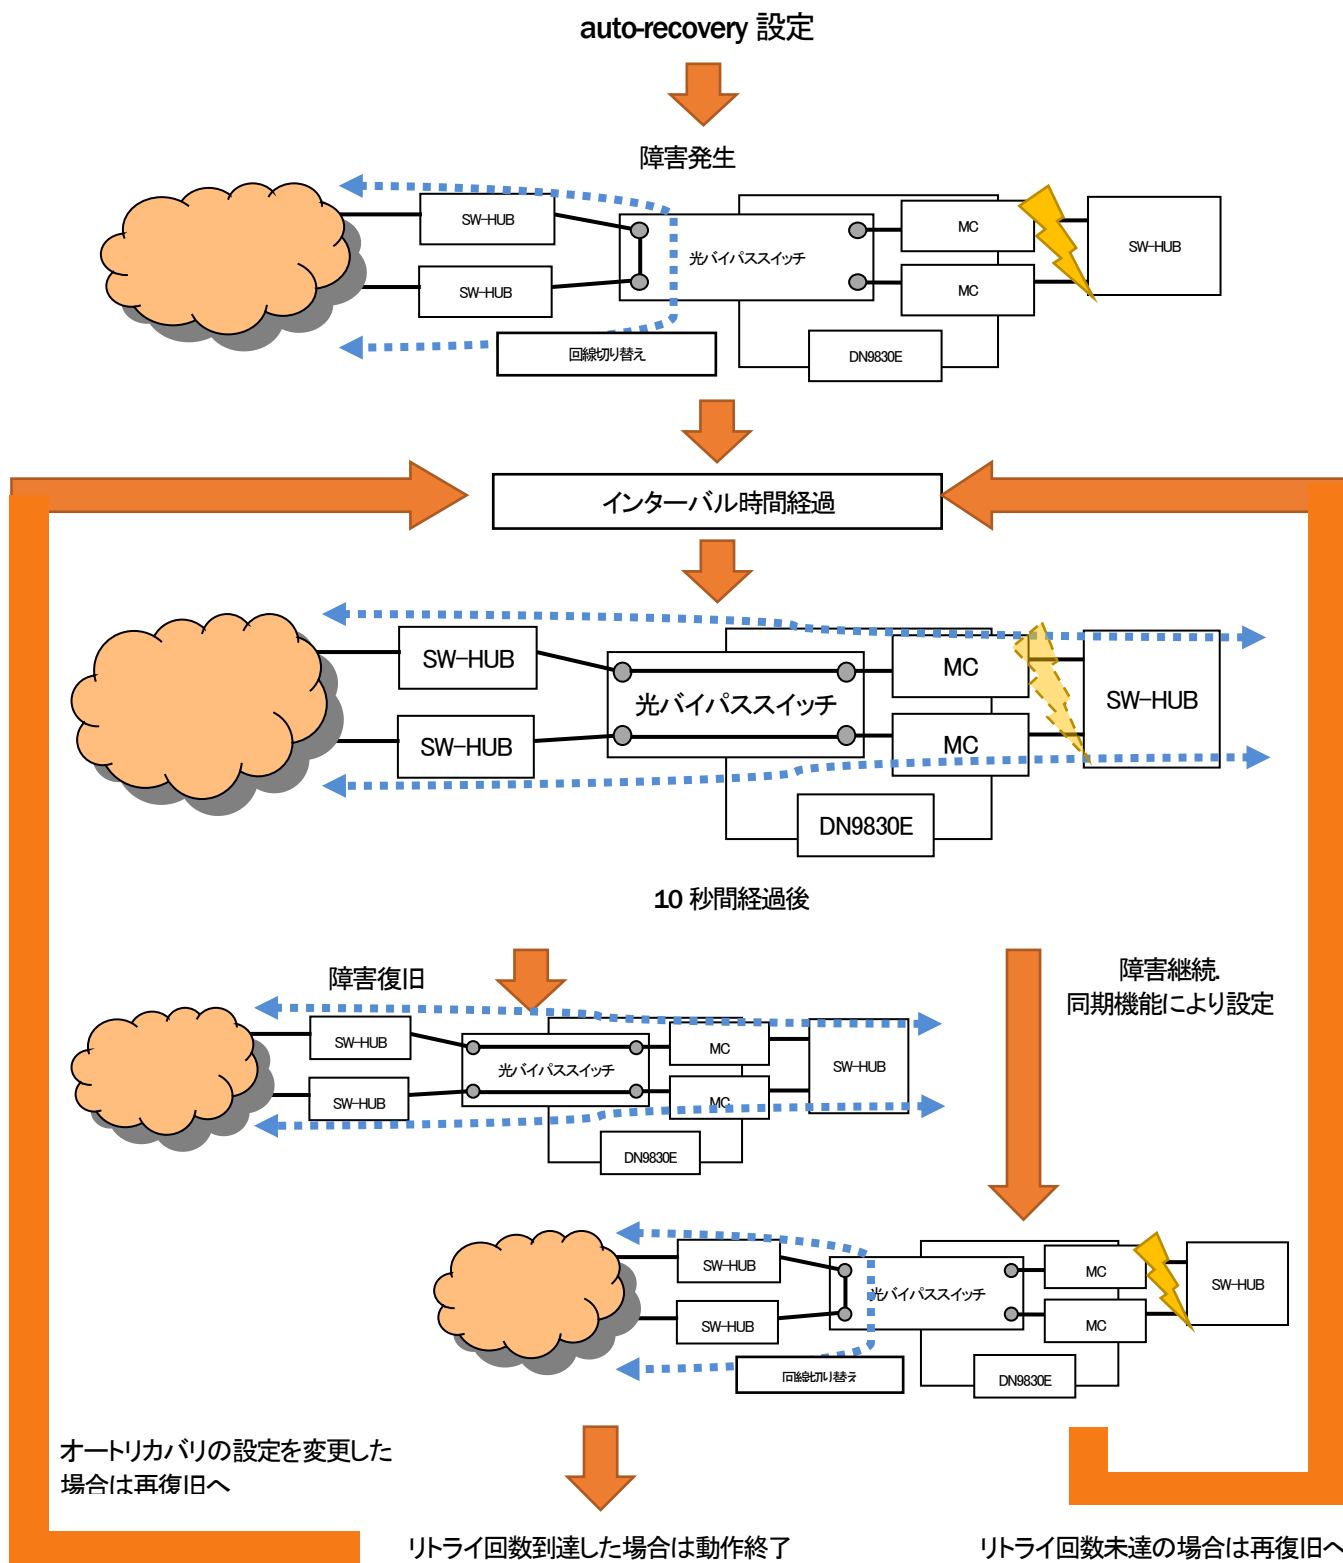 auto-recovery 設定
障害発生
SW-HUB
光バイパススイッチ
MC
SW-HUB
SW-HUB
MC
回線切り替え
DN9830E
インターバル時間経過
SW-HUB
光バイパススイッチ
MC
SW-HUB
SW-HUB
MC
DN9830E
10 秒間経過後
障害復旧
障害継続.
同期機能により設定
SW-HUB
光バイパススイッチ
MC
SW-HUB
SW-HUB
MC
DN9830E
SW-HUB
光バイパススイッチ
MC
SW-HUB
SW-HUB
MC
回線切り替え
DN9830E
オートリカバリの設定を変更した
場合は再復旧へ
リトライ回数到達した場合は動作終了
リトライ回数未達の場合は再復旧へ